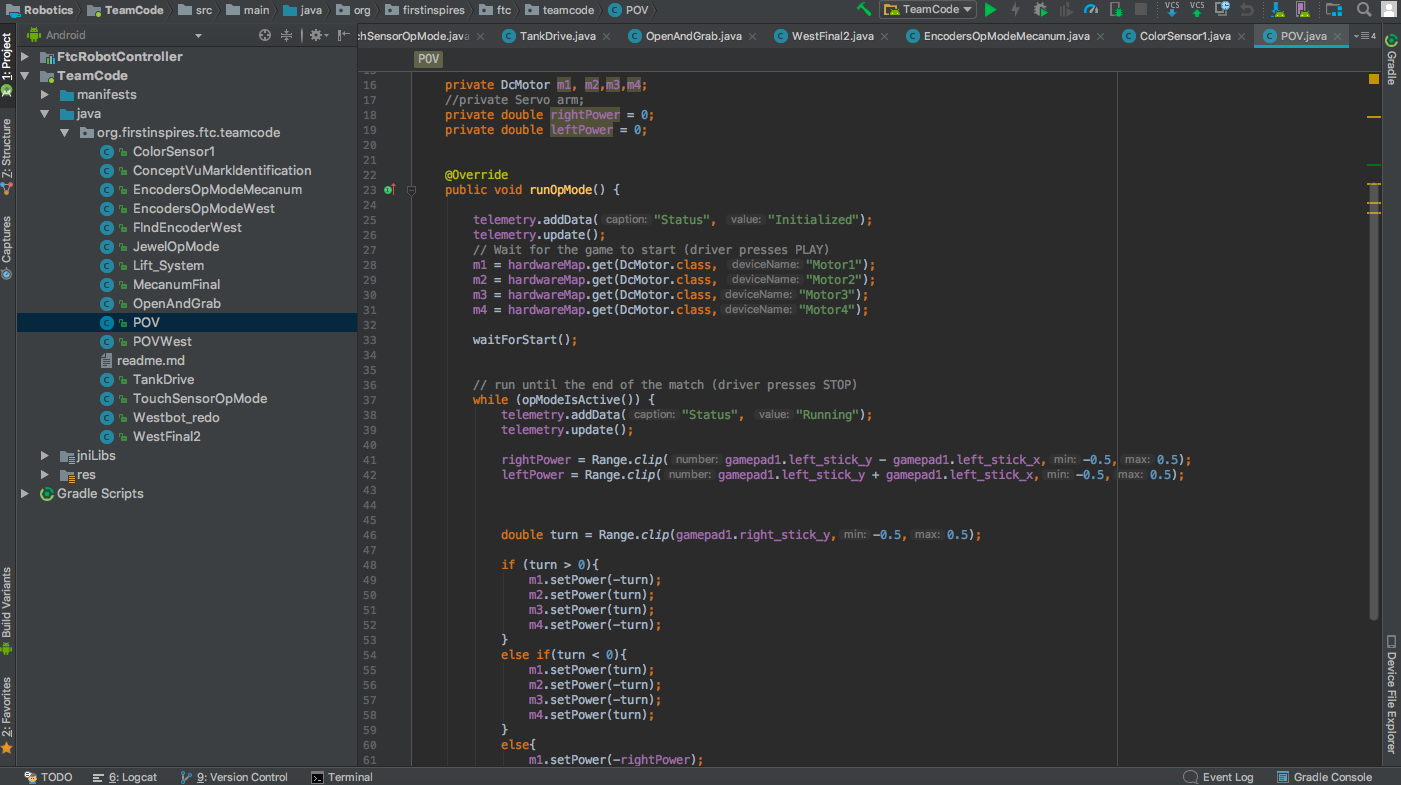 Robotics TeamCode src main java org firstinspires ftc teamcode POV TeamCode VCS VCS
Android
chSensorOpMode.java TankDrive.java OpenAndGrab.java WestFinal2.java EncodersOpModeMecanum.java ColorSensor1.java POV.java 4
POV
1: Project
Z: Structure
Captures
Build Variants
2: Favorites
FtcRobotController
TeamCode
manifests
java
org.firstinspires.ftc.teamcode
ColorSensor1
ConceptVuMarkIdentification
EncodersOpModeMecanum
EncodersOpModeWest
FIndEncoderWest
JewelOpMode
Lift_System
MecanumFinal
OpenAndGrab
POV
POVWest
readme.md
TankDrive
TouchSensorOpMode
Westbot_redo
WestFinal2
jniLibs
res
Gradle Scripts
15
16 private DcMotor m1, m2,m3,m4;
17 //private Servo arm;
18 private double rightPower = 0;
19 private double leftPower = 0;
20
21
22 @Override
23 public void runOpMode() {
24
25 telemetry.addData( caption: "Status", value: "Initialized");
26 telemetry.update();
27 // Wait for the game to start (driver presses PLAY)
28 m1 = hardwareMap.get(DcMotor.class, deviceName: "Motor1");
29 m2 = hardwareMap.get(DcMotor.class, deviceName: "Motor2");
30 m3 = hardwareMap.get(DcMotor.class, deviceName: "Motor3");
31 m4 = hardwareMap.get(DcMotor.class, deviceName: "Motor4");
32
33 waitForStart();
34
35
36 // run until the end of the match (driver presses STOP)
37 while (opModeIsActive()) {
38 telemetry.addData( caption: "Status", value: "Running");
39 telemetry.update();
40
41 rightPower = Range.clip( number: gamepad1.left_stick_y - gamepad1.left_stick_x, min: -0.5, max: 0.5);
42 leftPower = Range.clip( number: gamepad1.left_stick_y + gamepad1.left_stick_x, min: -0.5, max: 0.5);
43
44
45
46 double turn = Range.clip(gamepad1.right_stick_y, min: -0.5, max: 0.5);
47
48 if (turn > 0){
49 m1.setPower(-turn);
50 m2.setPower(turn);
51 m3.setPower(turn);
52 m4.setPower(-turn);
53 }
54 else if(turn < 0){
55 m1.setPower(turn);
56 m2.setPower(-turn);
57 m3.setPower(-turn);
58 m4.setPower(turn);
59 }
60 else{
61 m1.setPower(-rightPower);
Gradle
Device File Explorer
TODO 6: Logcat 9: Version Control Terminal Event Log Gradle Console